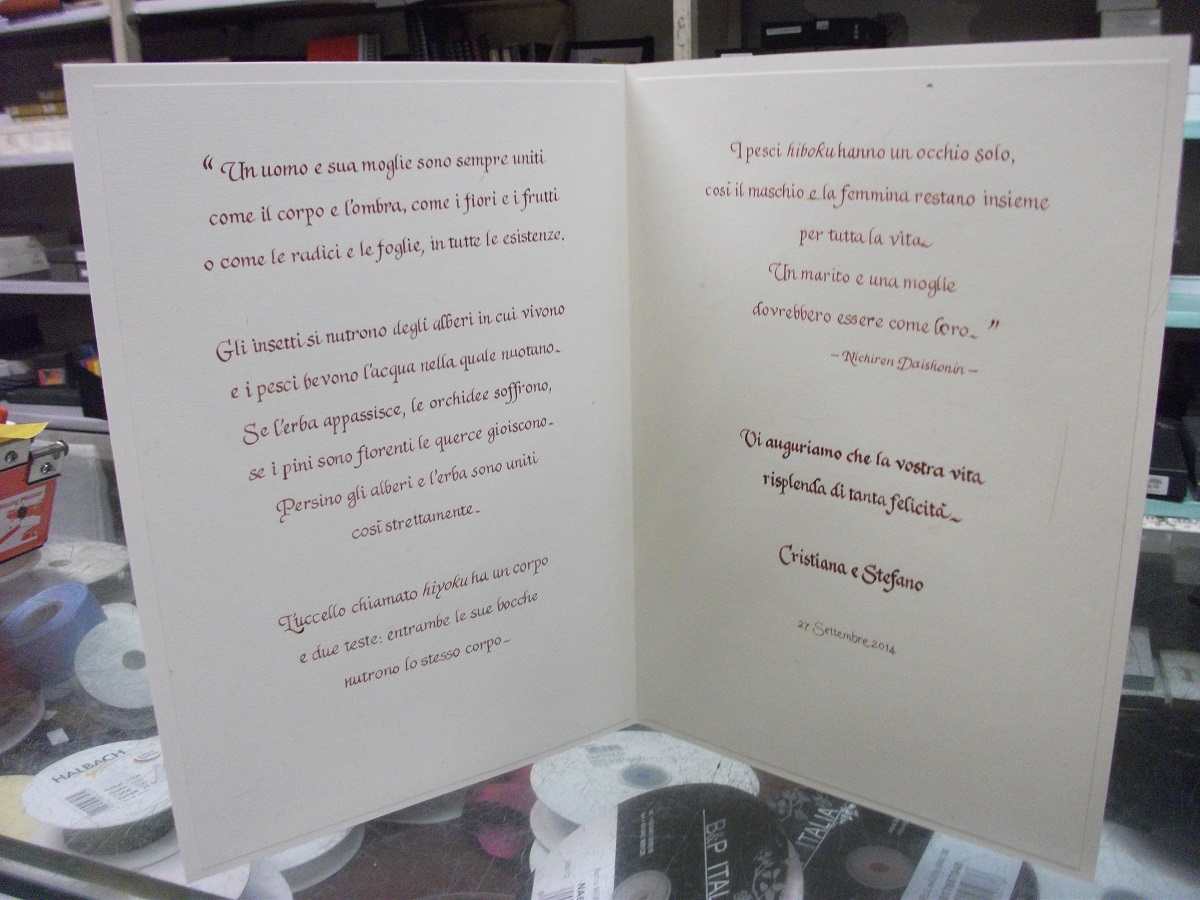 “ Un uomo e sua moglie sono sempre uniti
come il corpo e l'ombra, come i fiori e i frutti
o come le radici e le foglie, in tutte le esistenze.
Gli insetti si nutrono degli alberi in cui vivono
e i pesci bevono l'acqua nella quale nuotano.
Se l'erba appassisce, le orchidee soffrono,
se i pini sono fiorenti le querce gioiscono.
Persino gli alberi e l'erba sono uniti
così strettamente.
L'uccello chiamato hiyoku ha un corpo
e due teste: entrambe le sue bocche
nutrono lo stesso corpo.
I pesci hiboku hanno un occhio solo,
così il maschio e la femmina restano insieme
per tutta la vita.
Un marito e una moglie
dovrebbero essere come loro. ”
– Nichiren Daishonin –
Vi auguriamo che la vostra vita
risplenda di tanta felicità.
Cristiana e Stefano
27 Settembre 2014
HALBACH
BAP ITAL
ITALIA